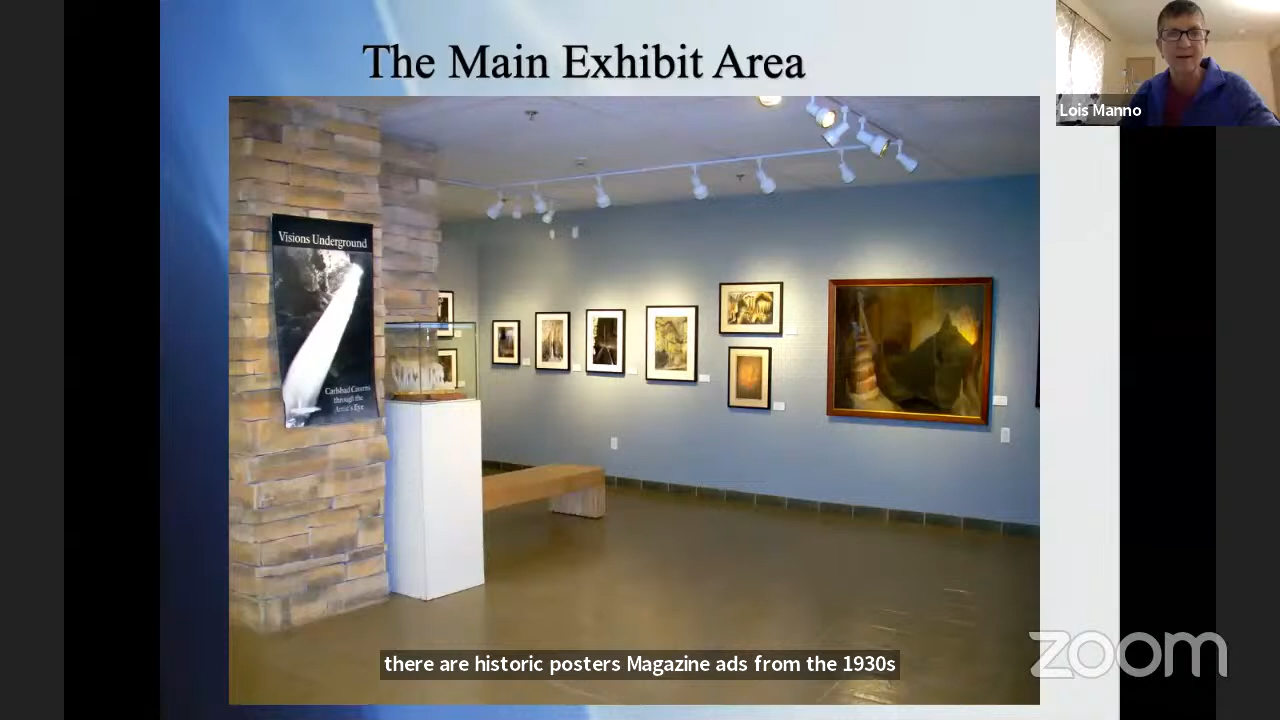 The Main Exhibit Area
Lois Manno
Visions Underground
Carlsbad Caverns
through the
Artist's Eye
there are historic posters Magazine ads from the 1930s
zoom